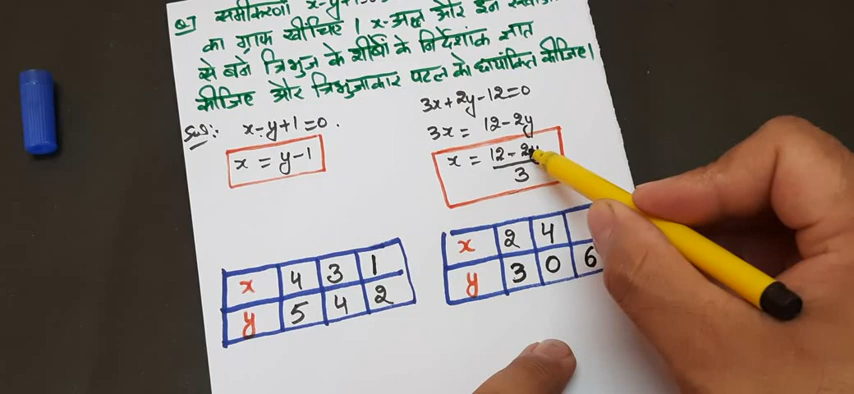 Q→ समीकरणों x-y+1=0
का ग्राफ खींचिए। x-अक्ष और इन
से बने त्रिभुज के शीर्षों के निर्देशांक ज्ञात
कीजिए और त्रिभुजाकार पटल को छायांकित कीजिए।
Sol:- x-y+1=0.
x = y-1
3x+2y-12=0
3x = 12-2y
x = 12-2y
3
x 4 3 1
y 5 4 2
x 2 4
y 3 0 6